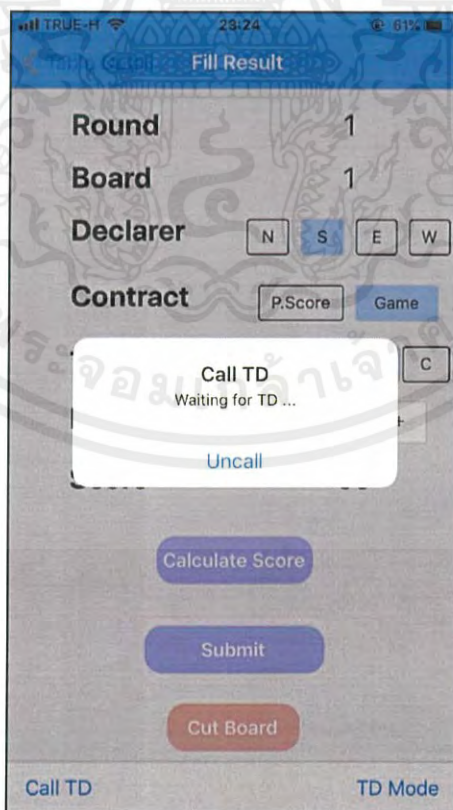 TRUE-H 23:24 61%
Fill Result
Round 1
Board 1
Declarer N S E W
Contract P.Score Game
C
Call TD
Waiting for TD ...
+
Uncall
Calculate Score
Submit
Cut Board
Call TD TD Mode